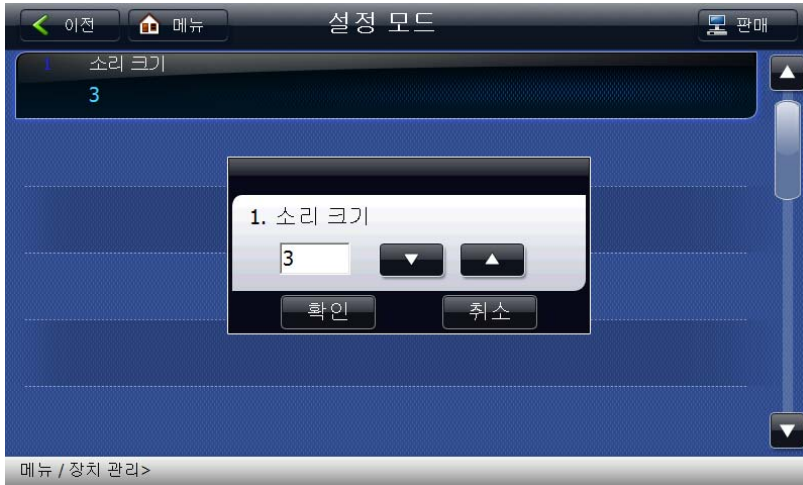 이전 메뉴 설정 모드 판매
1 소리 크기
3
1. 소리 크기
3
확인 취소
메뉴 / 장치 관리>